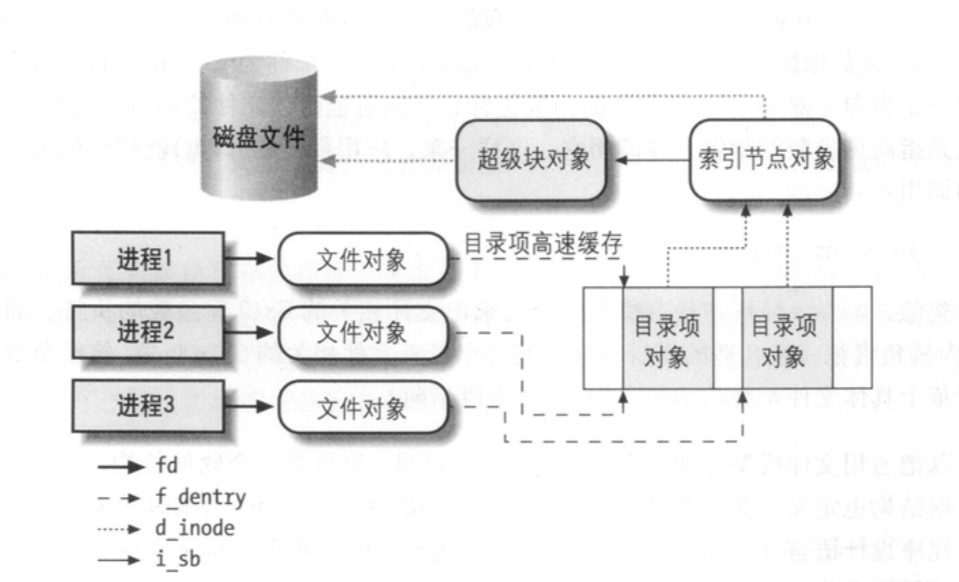 磁盘文件
超级块对象
索引节点对象
进程1
文件对象
目录项高速缓存
进程2
文件对象
目录项
对象
目录项
对象
进程3
文件对象
fd
f_dentry
d_inode
i_sb